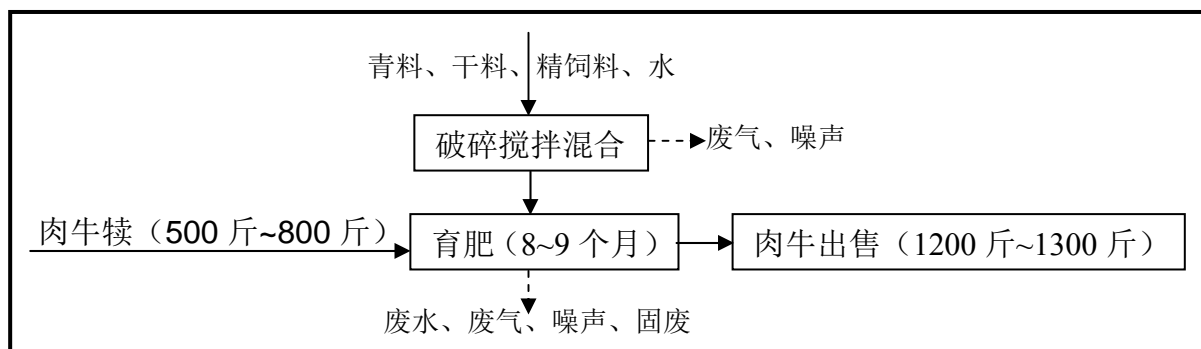 青料、干料、精饲料、水
破碎搅拌混合
废气、噪声
肉牛犊（500 斤~800 斤）
育肥（8~9 个月）
肉牛出售（1200 斤~1300 斤）
废水、废气、噪声、固废